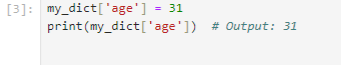 [3]: my_dict['age'] = 31
print(my_dict['age'])  # Output: 31